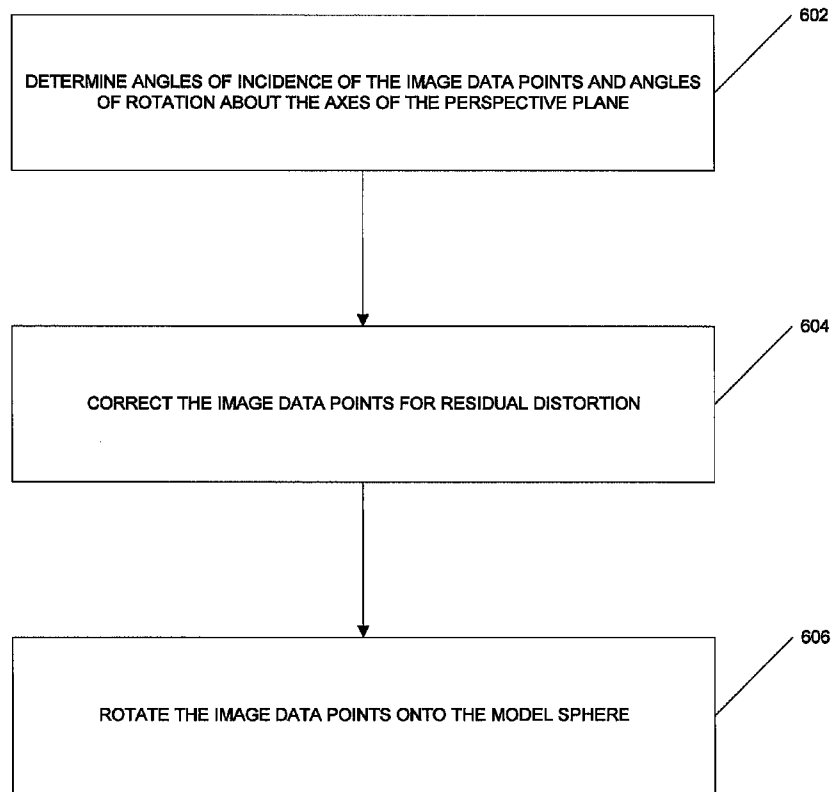 602
DETERMINE ANGLES OF INCIDENCE OF THE IMAGE DATA POINTS AND ANGLES
OF ROTATION ABOUT THE AXES OF THE PERSPECTIVE PLANE
604
CORRECT THE IMAGE DATA POINTS FOR RESIDUAL DISTORTION
606
ROTATE THE IMAGE DATA POINTS ONTO THE MODEL SPHERE